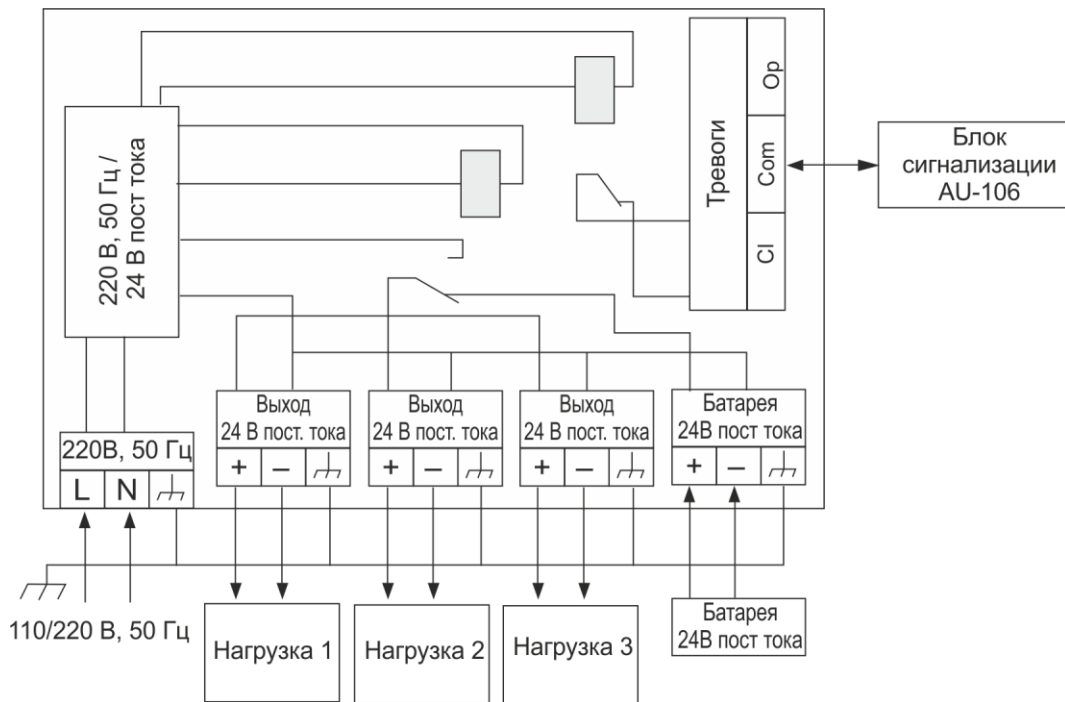 220 В, 50 Гц /
24 В пост тока
Тревоги
Op
Com
Cl
Блок
сигнализации
AU-106
220В, 50 Гц
L N
Выход
24 В пост. тока
+ –
Выход
24 В пост. тока
+ –
Выход
24 В пост. тока
+ –
Батарея
24В пост тока
+ –
110/220 В, 50 Гц
Нагрузка 1
Нагрузка 2
Нагрузка 3
Батарея
24В пост тока